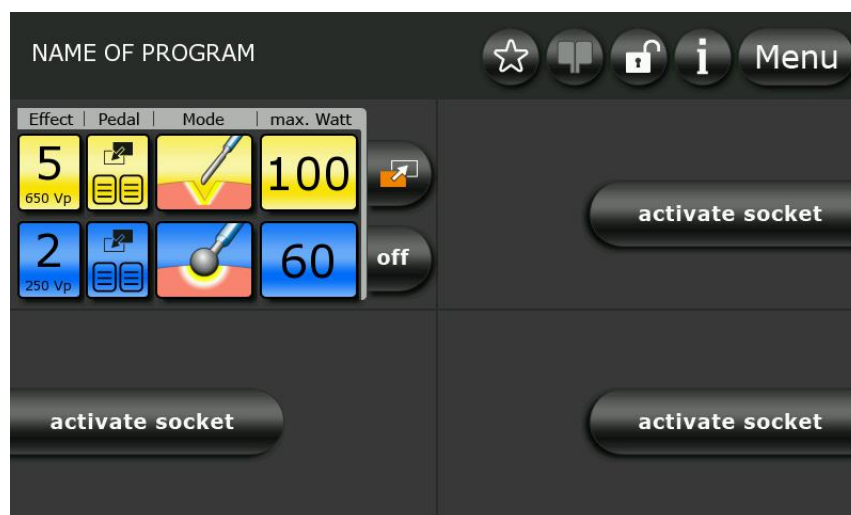 NAME OF PROGRAM
i
Menu
Effect | Pedal | Mode | max. Watt
5
650 Vp
100
2
250 Vp
60
off
activate socket
activate socket
activate socket